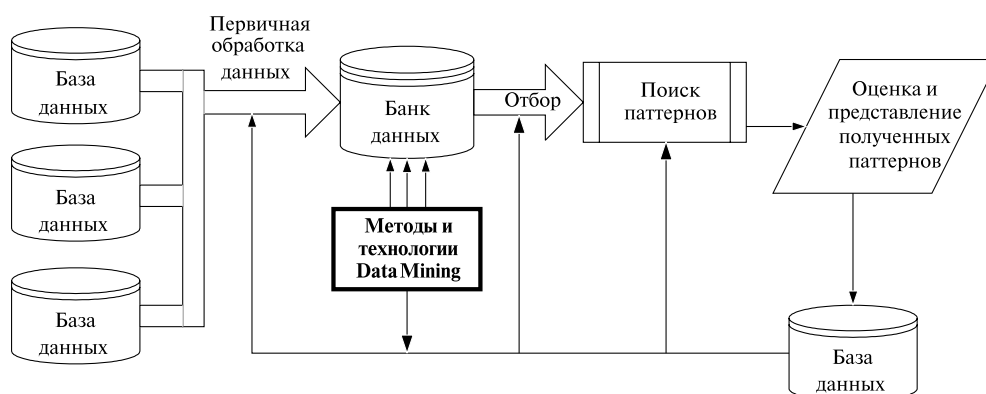 База
данных
База
данных
База
данных
Первичная
обработка
данных
Банк
данных
Методы и
технологии
Data Mining
Отбор
Поиск
паттернов
Оценка и
представление
полученных
паттернов
База
данных